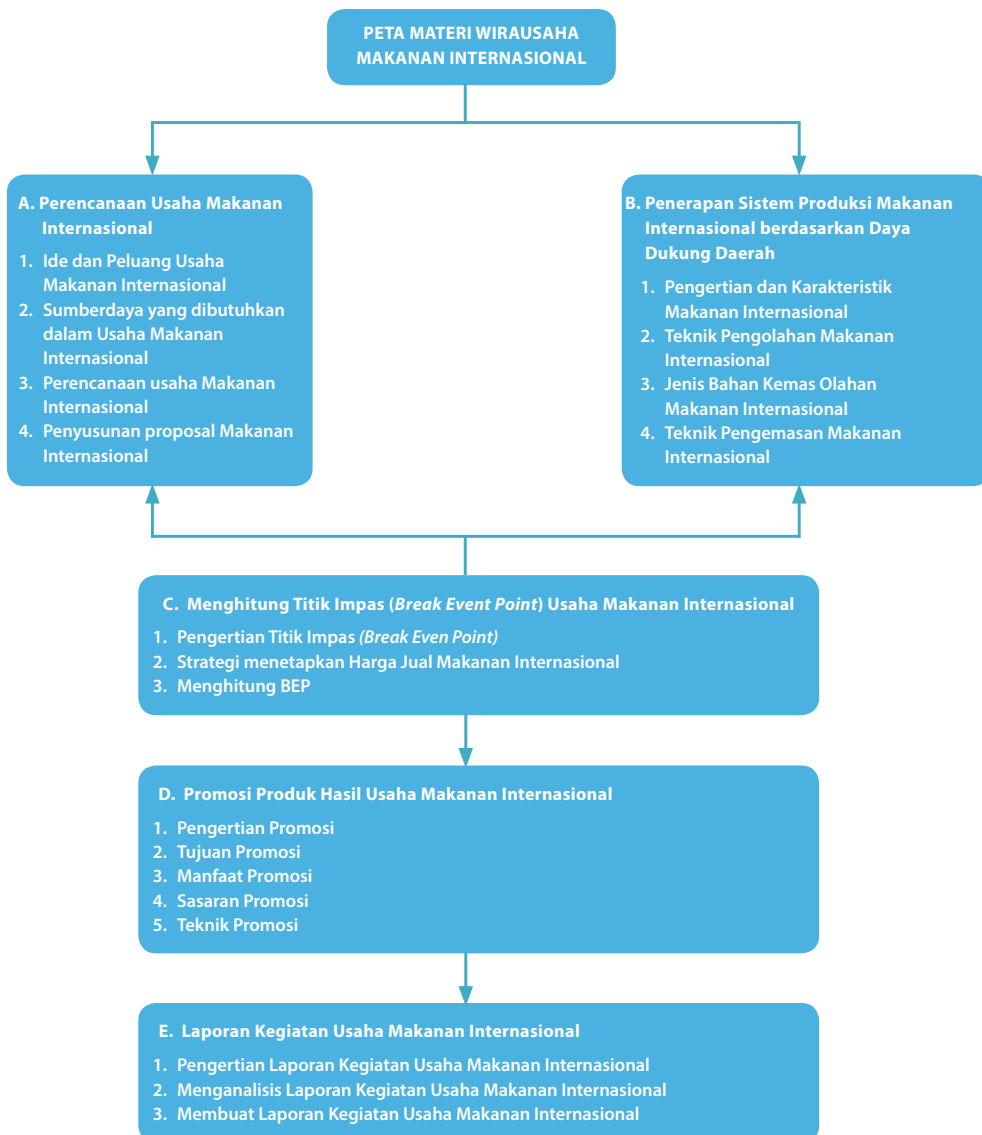 PETA MATERI WIRAUSAHA
MAKANAN INTERNASIONAL
A. Perencanaan Usaha Makanan
Internasional
1. Ide dan Peluang Usaha
Makanan Internasional
2. Sumberdaya yang dibutuhkan
dalam Usaha Makanan
Internasional
3. Perencanaan usaha Makanan
Internasional
4. Penyusunan proposal Makanan
Internasional
B. Penerapan Sistem Produksi Makanan
Internasional berdasarkan Daya
Dukung Daerah
1. Pengertian dan Karakteristik
Makanan Internasional
2. Teknik Pengolahan Makanan
Internasional
3. Jenis Bahan Kemas Olahan
Makanan Internasional
4. Teknik Pengemasan Makanan
Internasional
C. Menghitung Titik Impas (Break Event Point) Usaha Makanan Internasional
1. Pengertian Titik Impas (Break Even Point)
2. Strategi menetapkan Harga Jual Makanan Internasional
3. Menghitung BEP
D. Promosi Produk Hasil Usaha Makanan Internasional
1. Pengertian Promosi
2. Tujuan Promosi
3. Manfaat Promosi
4. Sasaran Promosi
5. Teknik Promosi
E. Laporan Kegiatan Usaha Makanan Internasional
1. Pengertian Laporan Kegiatan Usaha Makanan Internasional
2. Menganalisis Laporan Kegiatan Usaha Makanan Internasional
3. Membuat Laporan Kegiatan Usaha Makanan Internasional